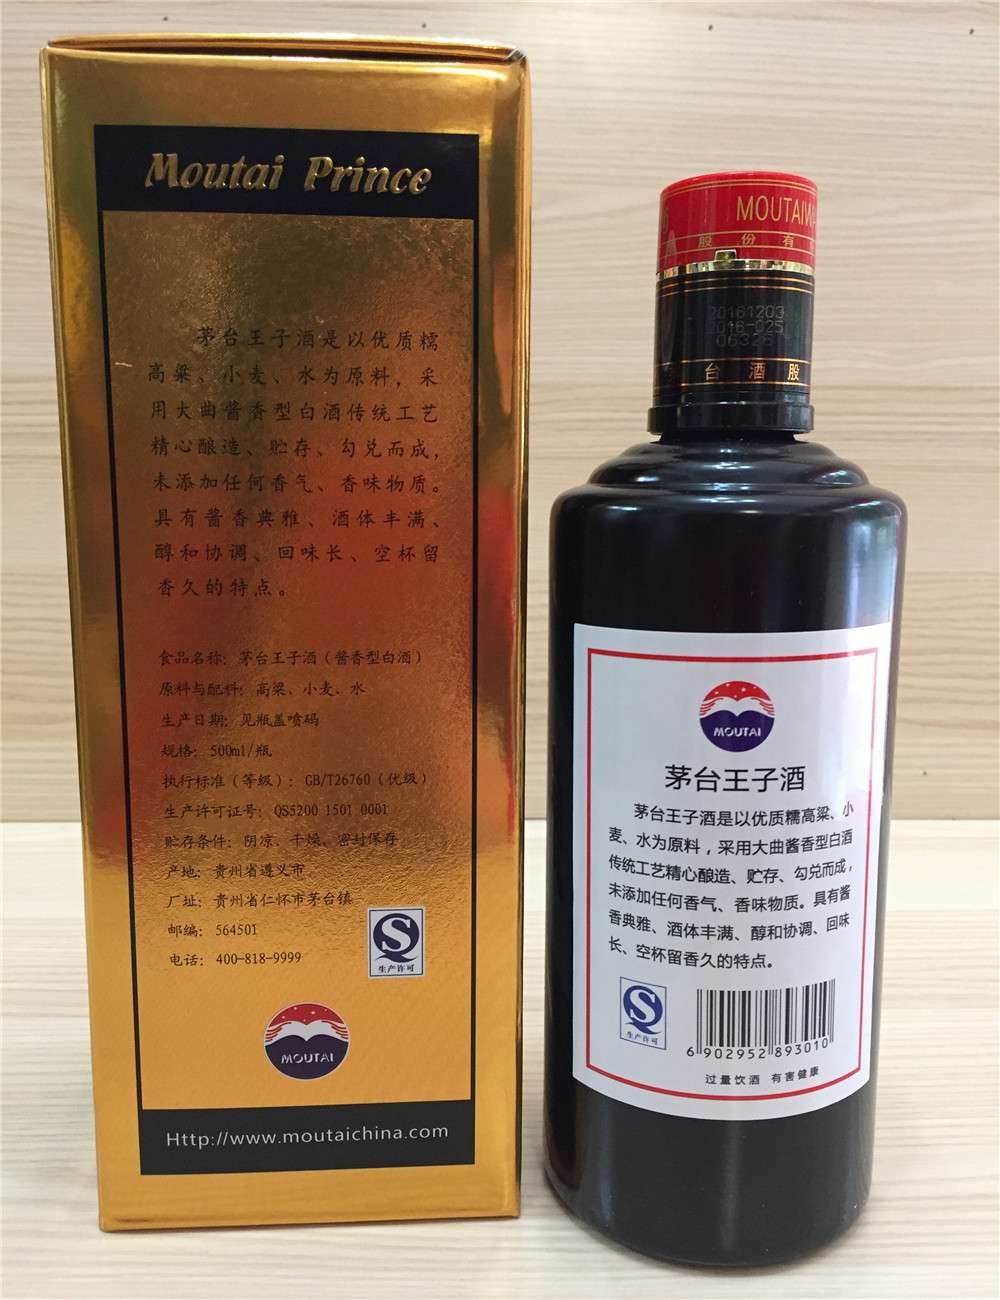 Moutai Prince
茅台王子酒是以优质糯
高粱、小麦、水为原料，采
用大曲酱香型白酒传统工艺
精心酿造、贮存、勾兑而成，
未添加任何香气、香味物质。
具有酱香典雅、酒体丰满、
醇和协调、回味长、空杯留
香久的特点。
食品名称：茅台王子酒（酱香型白酒）
原料与配料：高粱、小麦、水
生产日期：见瓶盖喷码
规格：500ml/瓶
执行标准（等级）：GB/T26760（优级）
生产许可证号：QS5200 1501 0001
贮存条件：阴凉、干燥、密封保存
产地：贵州省遵义市
厂址：贵州省仁怀市茅台镇
邮编：564501
电话：400-818-9999
生产许可
MOUTAI
Http://www.moutaichina.com
MOUTAI
股份有
20161203
2016-025
06326
台酒股
MOUTAI
茅台王子酒
茅台王子酒是以优质糯高粱、小
麦、水为原料，采用大曲酱香型白酒
传统工艺精心酿造、贮存、勾兑而成，
未添加任何香气、香味物质。具有酱
香典雅、酒体丰满、醇和协调、回味
长、空杯留香久的特点。
生产许可
6 902952 893010
过量饮酒 有害健康